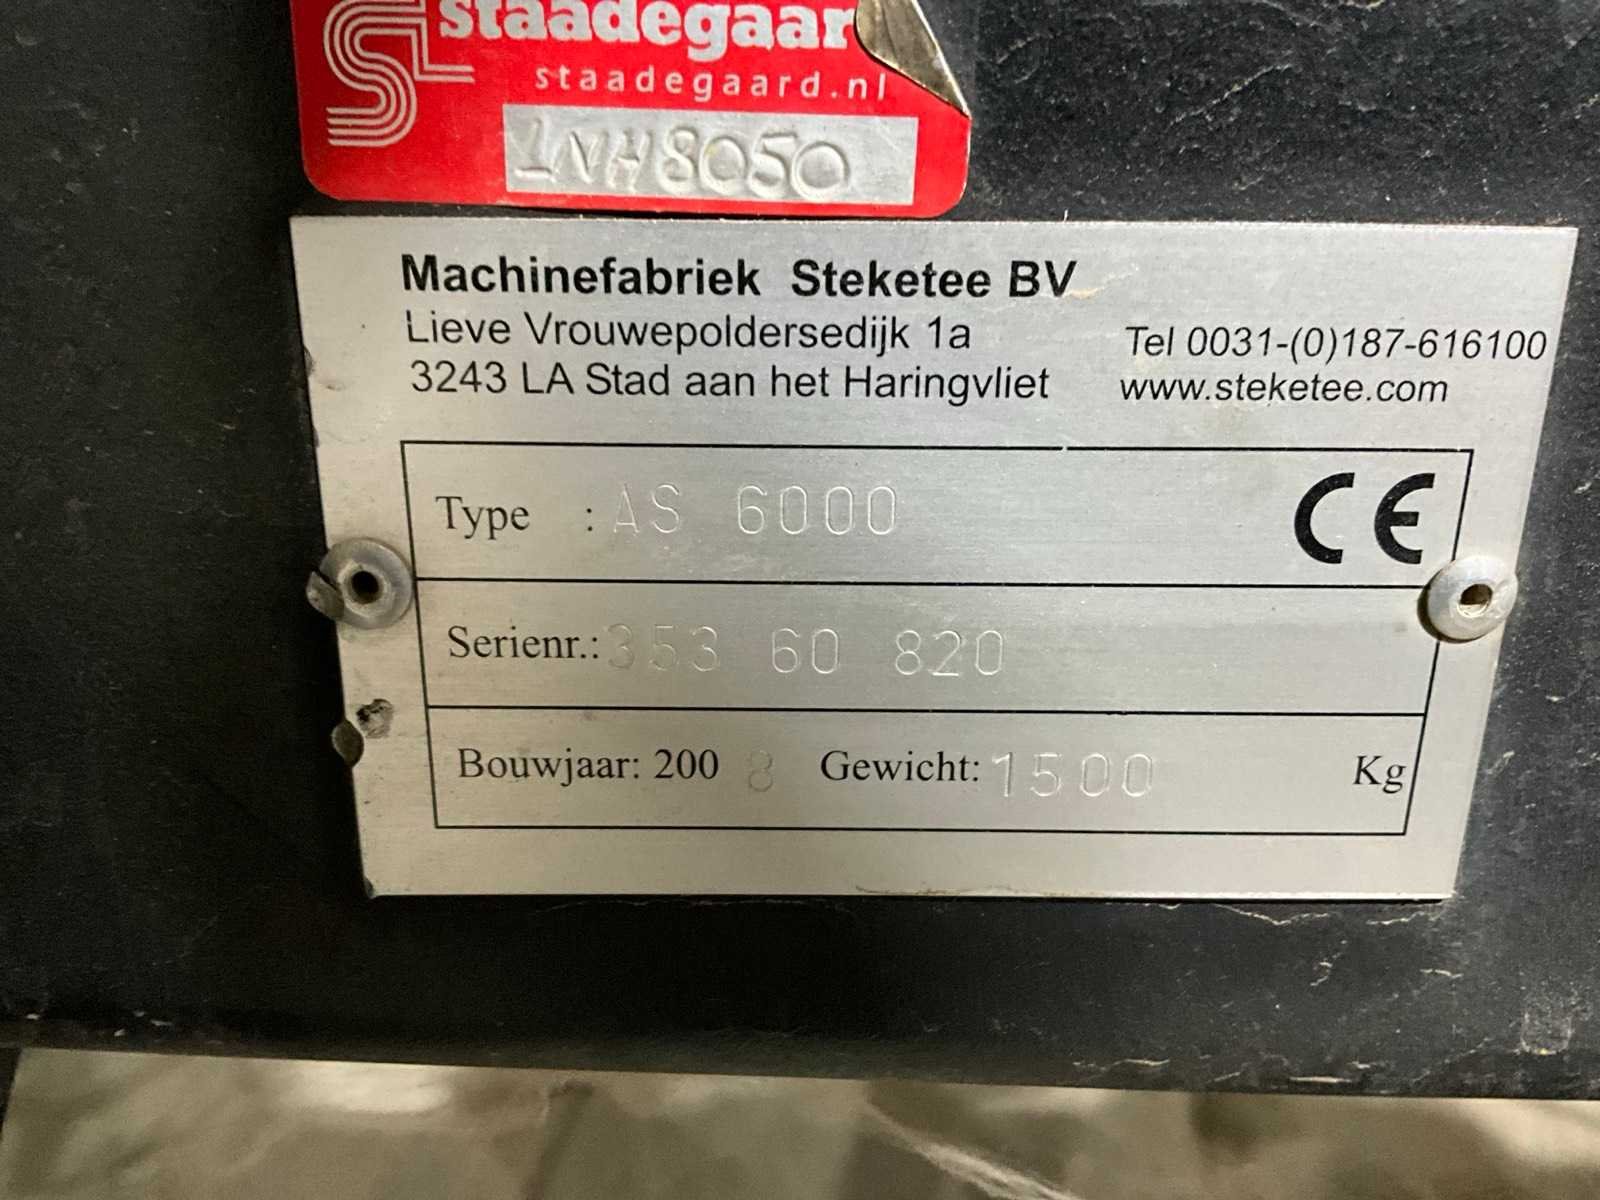 staadegaar
staadegaard.nl
1NH8050
Machinefabriek Steketee BV
Lieve Vrouwepoldersedijk 1a
3243 LA Stad aan het Haringvliet
Tel 0031-(0)187-616100
www.steketee.com
Type : AS 6000 CE
Serienr.: 353 60 820
Bouwjaar: 200 8 Gewicht: 1500 Kg